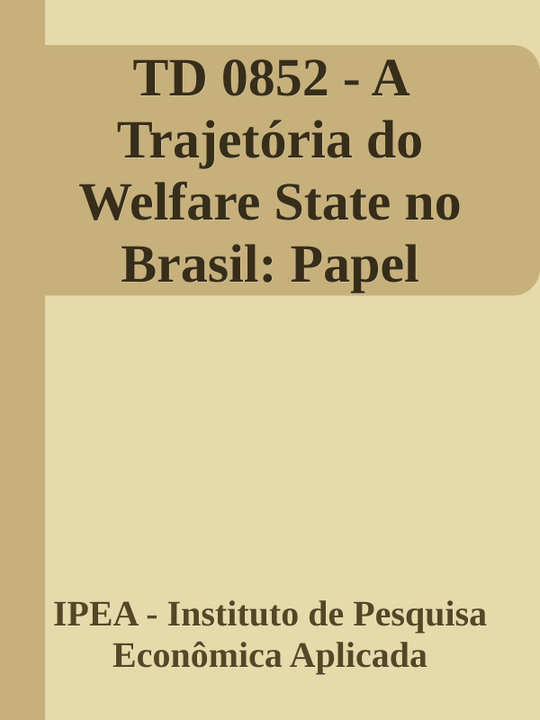 TD 0852 - A
Trajetória do
Welfare State no
Brasil: Papel
IPEA - Instituto de Pesquisa
Econômica Aplicada